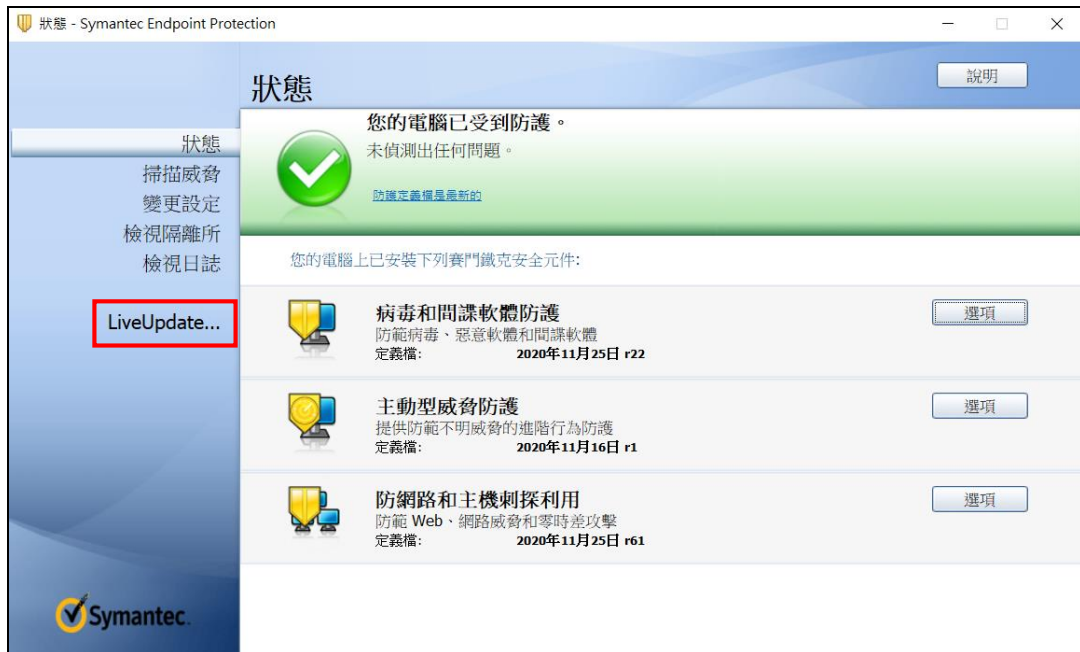 狀態 - Symantec Endpoint Protection
狀態
說明
狀態
掃描威脅
變更設定
檢視隔離所
檢視日誌
LiveUpdate...
您的電腦已受到防護。
未偵測出任何問題。
防護定義檔是最新的
您的電腦上已安裝下列賽門鐵克安全元件:
病毒和間諜軟體防護
選項
防範病毒、惡意軟體和間諜軟體
定義檔: 2020年11月25日 r22
主動型威脅防護
選項
提供防範不明威脅的進階行為防護
定義檔: 2020年11月16日 r1
防網路和主機刺探利用
選項
防範 Web、網路威脅和零時差攻擊
定義檔: 2020年11月25日 r61
Symantec.